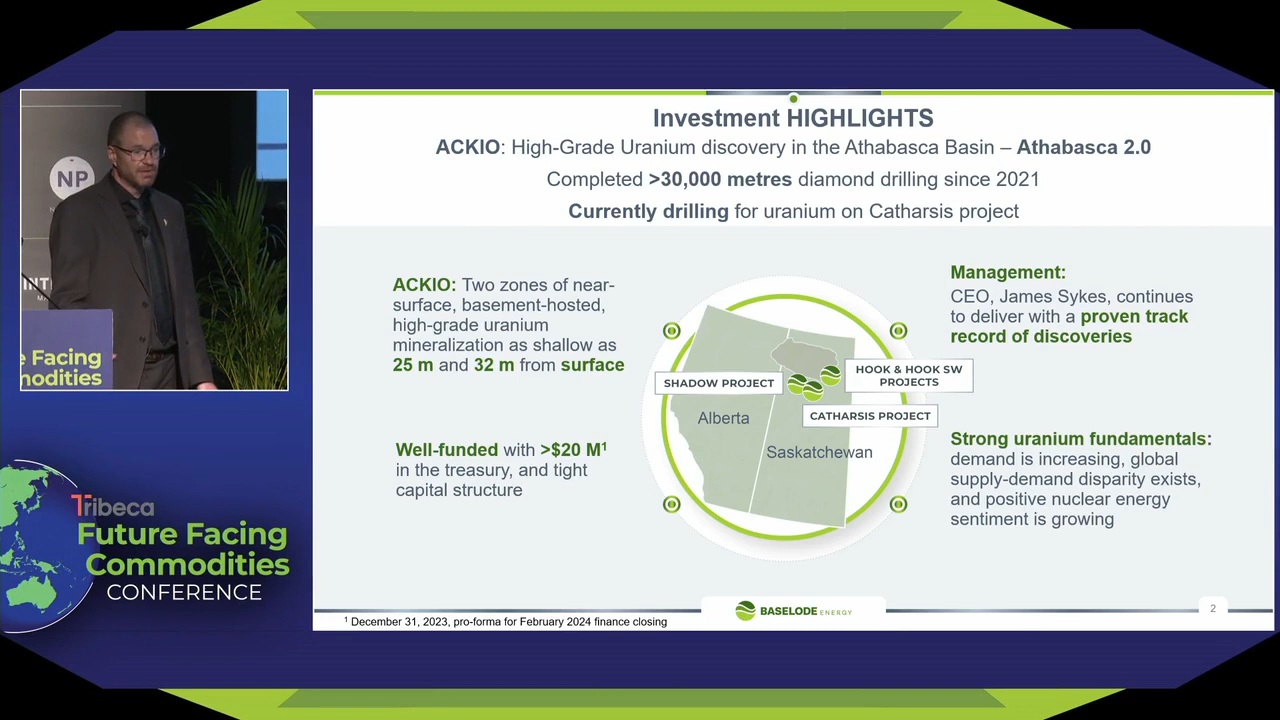 Investment HIGHLIGHTS
ACKIO: High-Grade Uranium discovery in the Athabasca Basin – Athabasca 2.0
Completed >30,000 metres diamond drilling since 2021
Currently drilling for uranium on Catharsis project
NP
e Facing
modities
Tribeca
Future Facing
Commodities
CONFERENCE
ACKIO: Two zones of near-
surface, basement-hosted,
high-grade uranium
mineralization as shallow as
25 m and 32 m from surface
Well-funded with >$20 M¹
in the treasury, and tight
capital structure
SHADOW PROJECT
HOOK & HOOK SW
PROJECTS
CATHARSIS PROJECT
Alberta
Saskatchewan
Management:
CEO, James Sykes, continues
to deliver with a proven track
record of discoveries
Strong uranium fundamentals:
demand is increasing, global
supply-demand disparity exists,
and positive nuclear energy
sentiment is growing
BASELODE ENERGY
2
¹ December 31, 2023, pro-forma for February 2024 finance closing